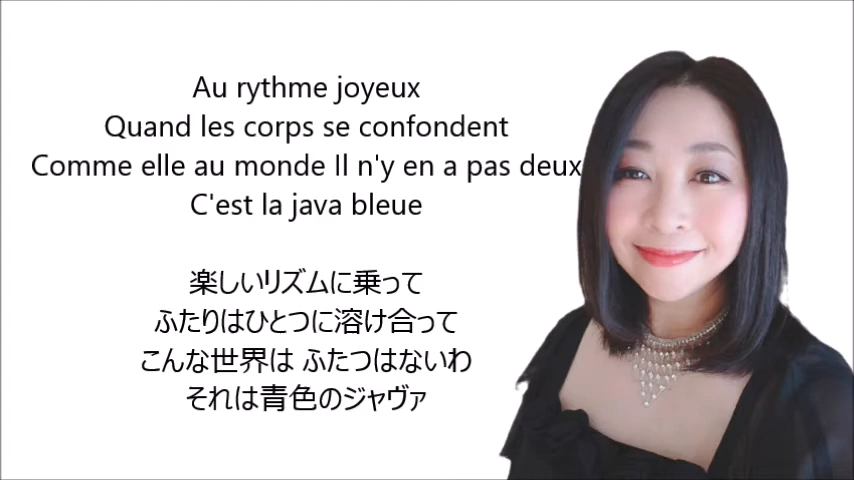 Au rythme joyeux
Quand les corps se confondent
Comme elle au monde Il n'y en a pas deux
C'est la java bleue
楽しいリズムに乗って
ふたりはひとつに溶け合って
こんな世界は ふたつはないわ
それは青色のジャヴァ